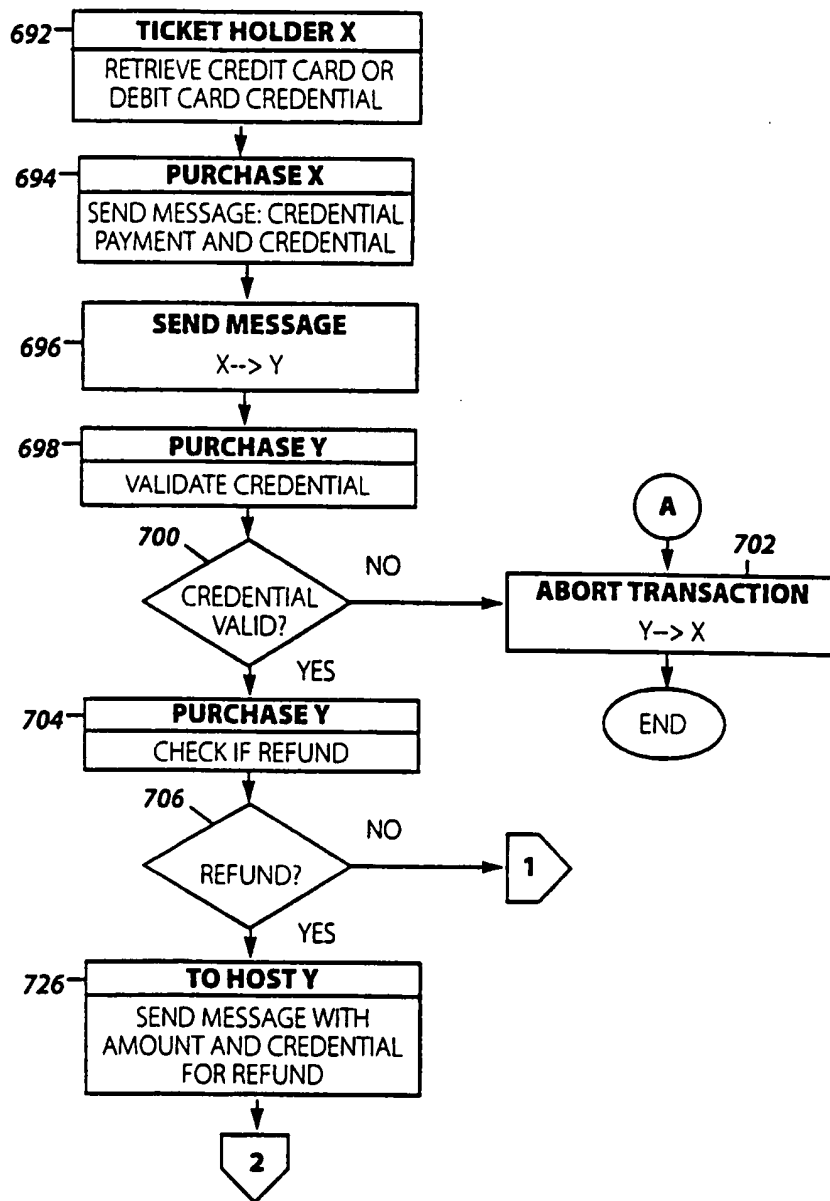 692
TICKET HOLDER X
RETRIEVE CREDIT CARD OR
DEBIT CARD CREDENTIAL
694
PURCHASE X
SEND MESSAGE: CREDENTIAL
PAYMENT AND CREDENTIAL
696
SEND MESSAGE
X--> Y
698
PURCHASE Y
VALIDATE CREDENTIAL
700
CREDENTIAL
VALID?
NO
YES
A
702
ABORT TRANSACTION
Y--> X
END
704
PURCHASE Y
CHECK IF REFUND
706
REFUND?
NO
1
YES
726
TO HOST Y
SEND MESSAGE WITH
AMOUNT AND CREDENTIAL
FOR REFUND
2